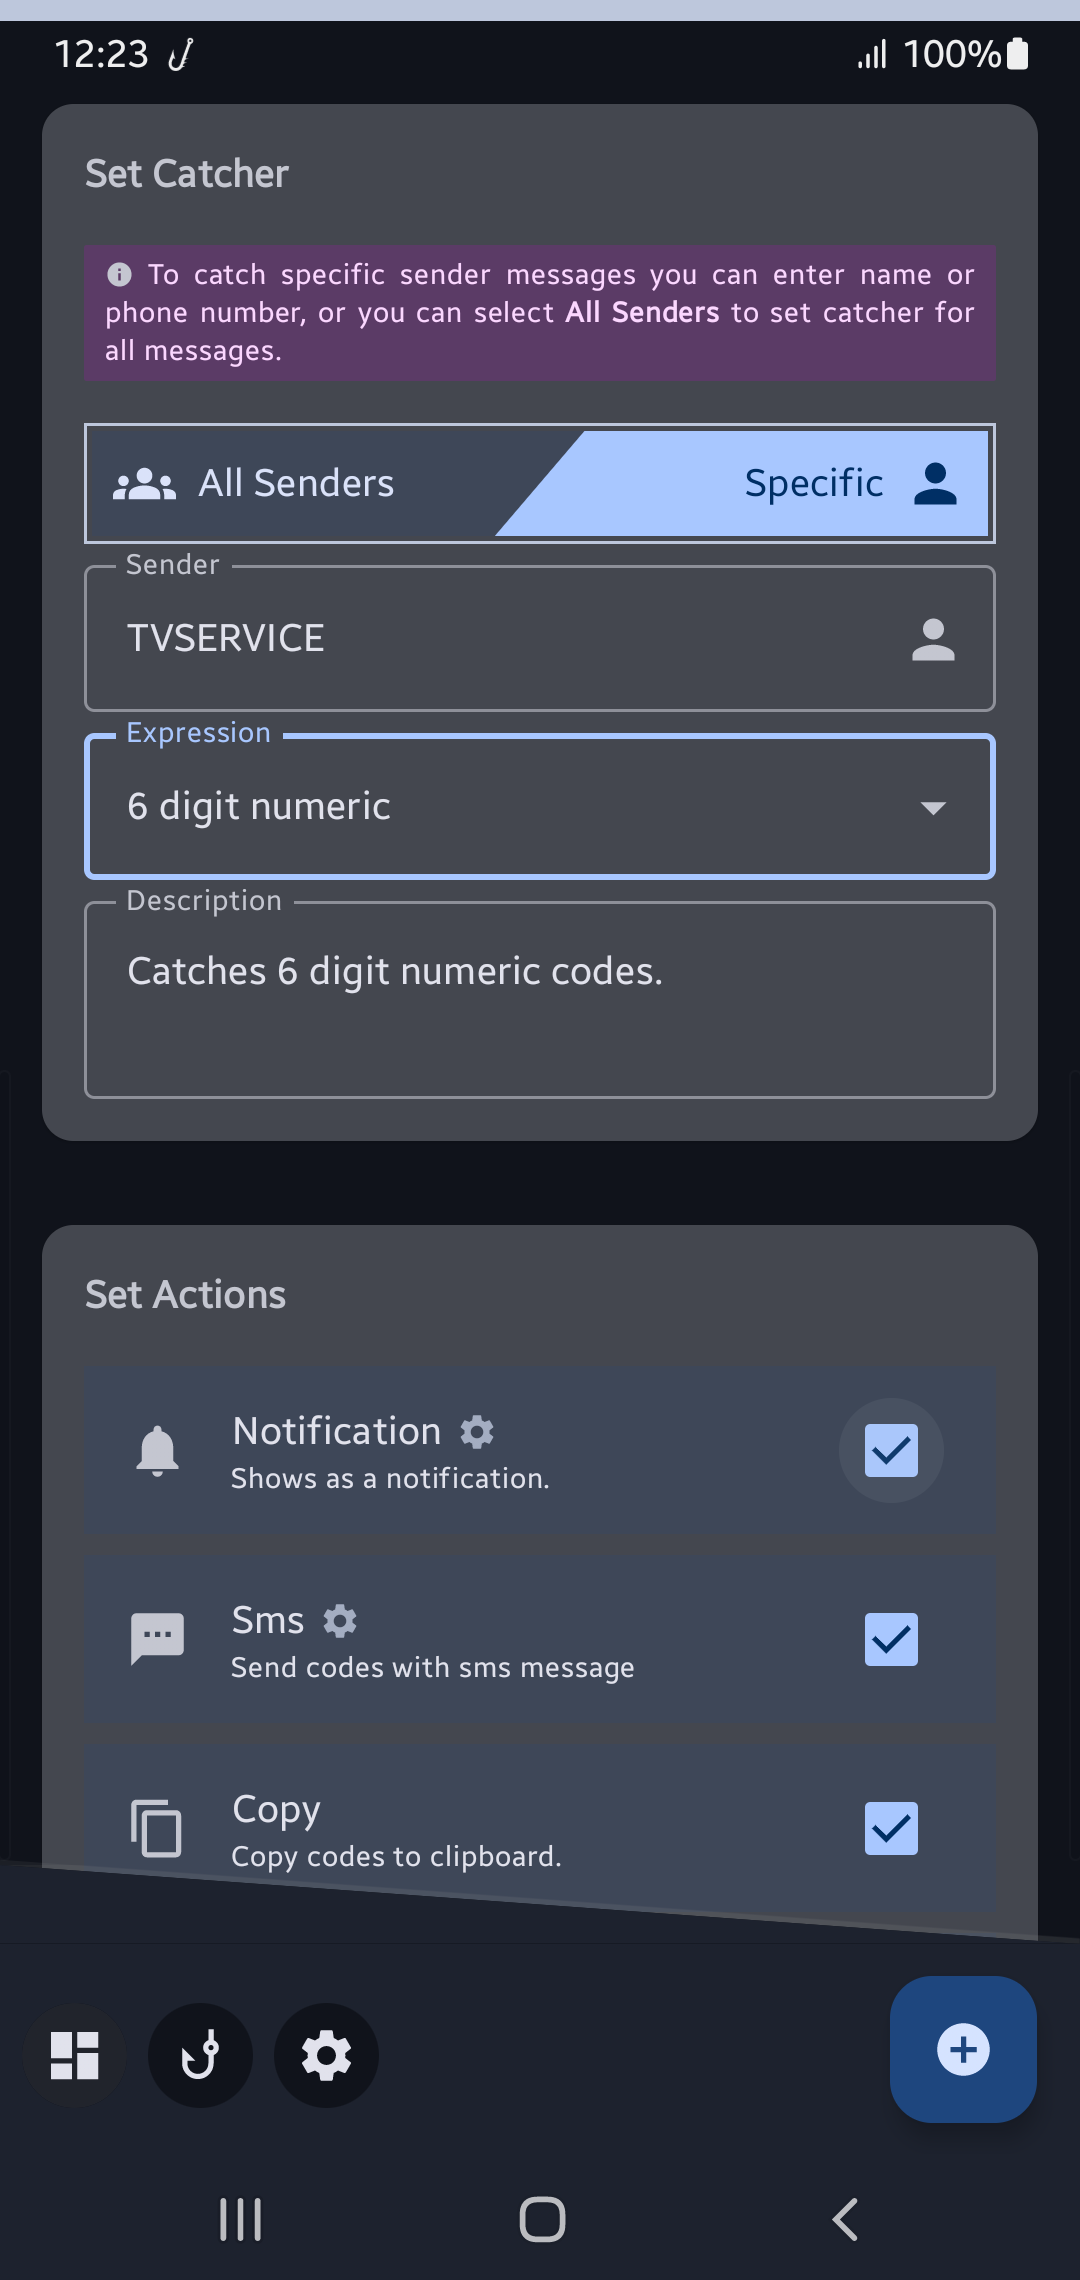 12:23 100%
Set Catcher
To catch specific sender messages you can enter name or
phone number, or you can select All Senders to set catcher for
all messages.
All Senders Specific
Sender
TVSERVICE
Expression
6 digit numeric
Description
Catches 6 digit numeric codes.
Set Actions
Notification
Shows as a notification.
Sms
Send codes with sms message
Copy
Copy codes to clipboard.